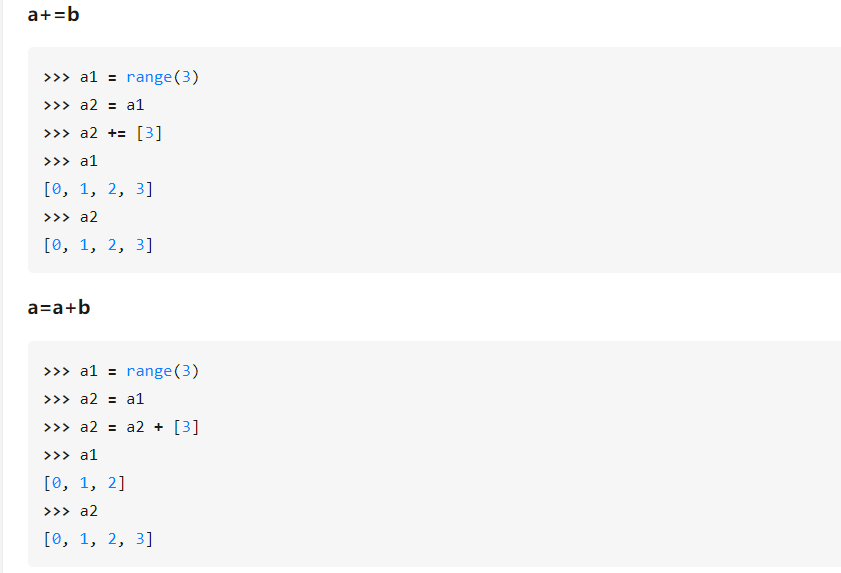 a+=b
>>> a1 = range(3)
>>> a2 = a1
>>> a2 += [3]
>>> a1
[0, 1, 2, 3]
>>> a2
[0, 1, 2, 3]
a=a+b
>>> a1 = range(3)
>>> a2 = a1
>>> a2 = a2 + [3]
>>> a1
[0, 1, 2]
>>> a2
[0, 1, 2, 3]